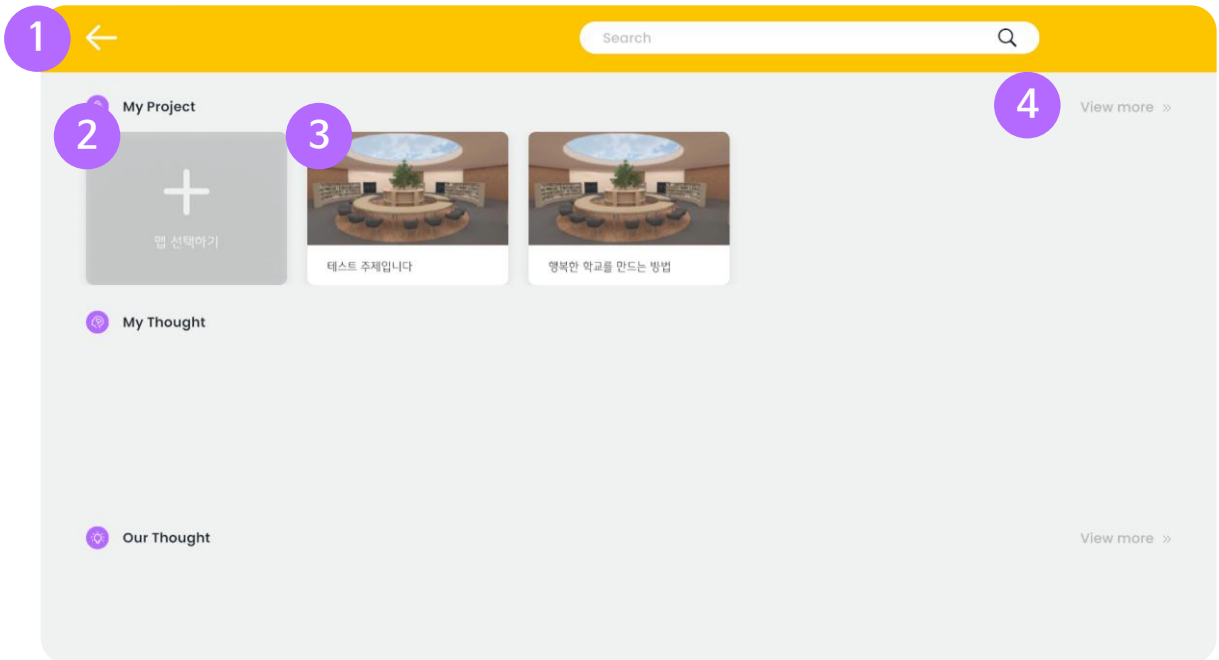 1
Search
My Project
4
View more »
2
3
맵 선택하기
테스트 주제입니다
행복한 학교를 만드는 방법
My Thought
Our Thought
View more »